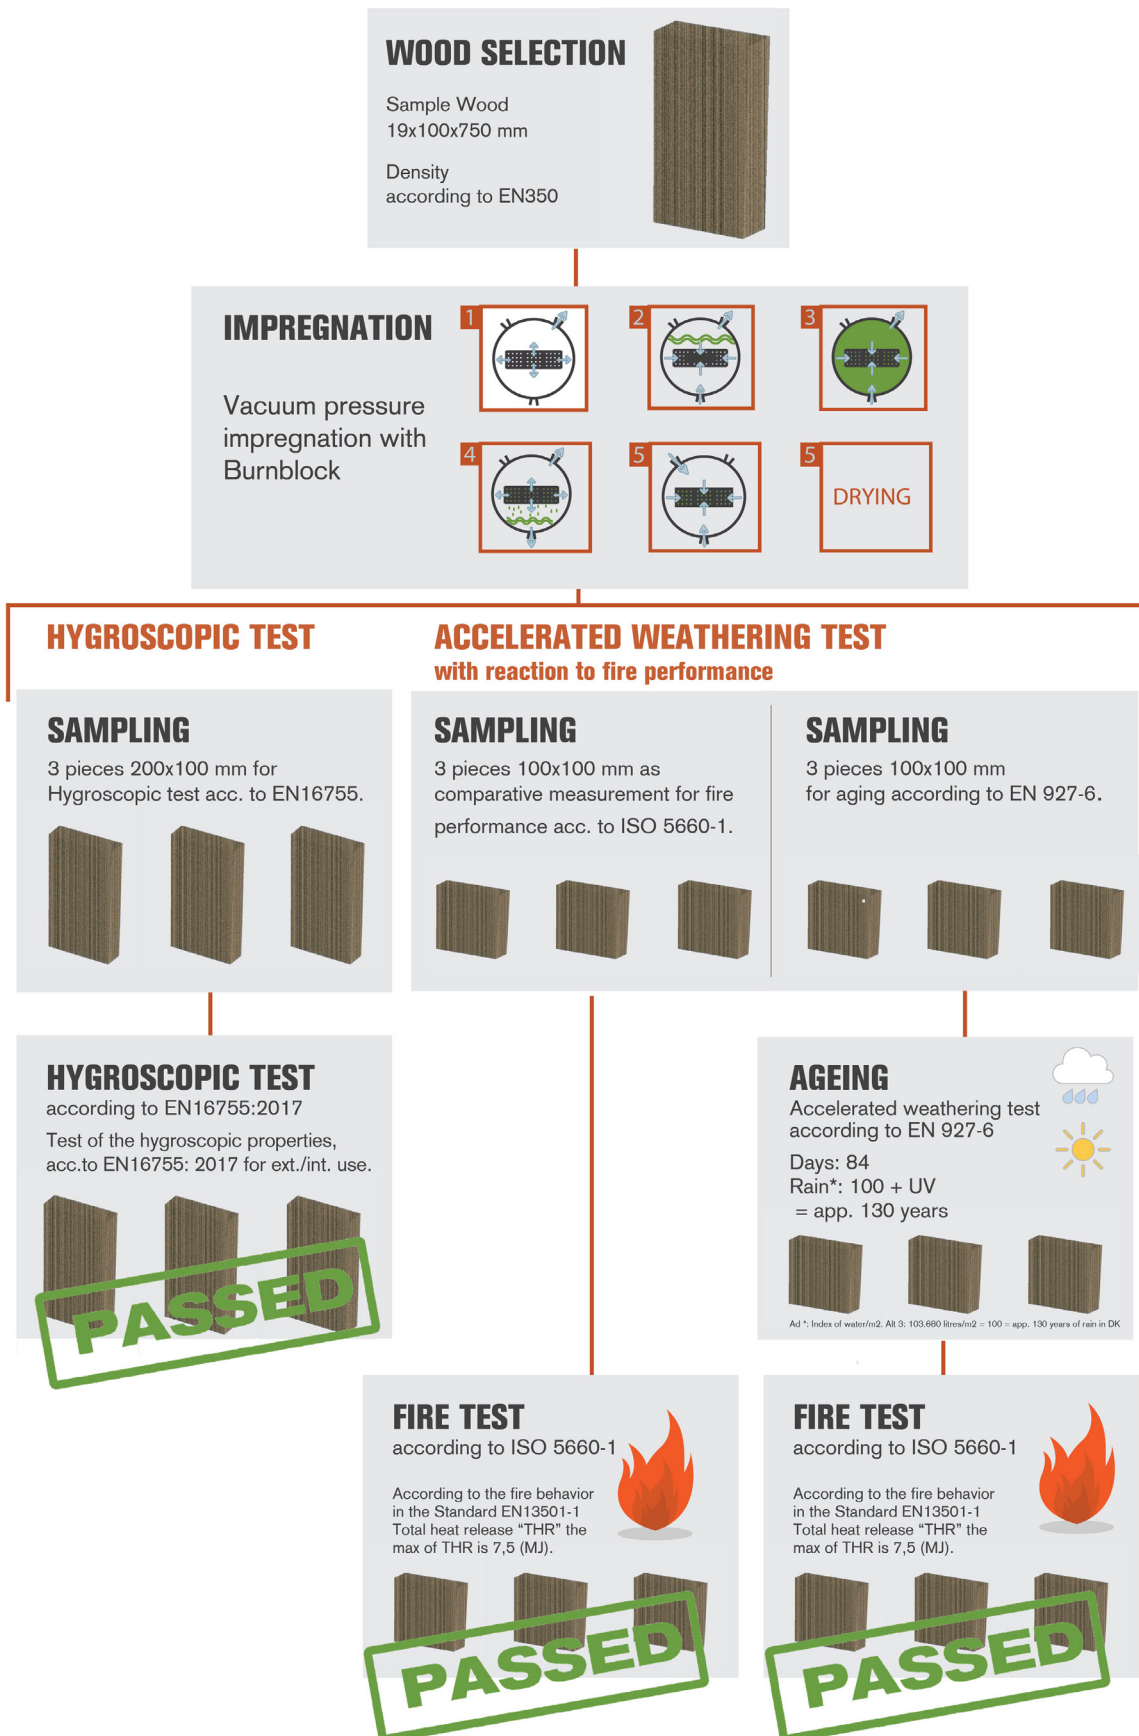 WOOD SELECTION
Sample Wood
19x100x750 mm
Density
according to EN350
IMPREGNATION
Vacuum pressure
impregnation with
Burnblock
1
2
3
4
5
5
DRYING
HYGROSCOPIC TEST
SAMPLING
3 pieces 200x100 mm for
Hygroscopic test acc. to EN16755.
HYGROSCOPIC TEST
according to EN16755:2017
Test of the hygroscopic properties,
acc.to EN16755: 2017 for ext./int. use.
PASSED
ACCELERATED WEATHERING TEST
with reaction to fire performance
SAMPLING
3 pieces 100x100 mm as
comparative measurement for fire
performance acc. to ISO 5660-1.
SAMPLING
3 pieces 100x100 mm
for aging according to EN 927-6.
AGEING
Accelerated weathering test
according to EN 927-6
Days: 84
Rain*: 100 + UV
= app. 130 years
Ad *: Index of water/m2. Alt 3: 103.680 litres/m2 = 100 = app. 130 years of rain in DK
FIRE TEST
according to ISO 5660-1
According to the fire behavior
in the Standard EN13501-1
Total heat release “THR” the
max of THR is 7,5 (MJ).
PASSED
FIRE TEST
according to ISO 5660-1
According to the fire behavior
in the Standard EN13501-1
Total heat release “THR” the
max of THR is 7,5 (MJ).
PASSED